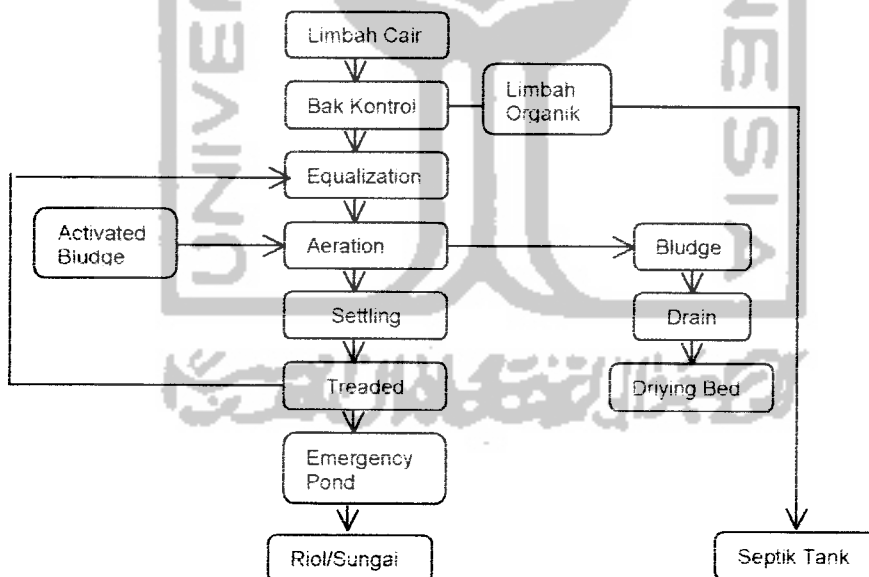 Limbah Cair
Bak Kontrol
Limbah
Organik
Equalization
Activated
Bludge
Aeration
Bludge
Settling
Drain
Treaded
Driying Bed
Emergency
Pond
Riol/Sungai
Septik Tank